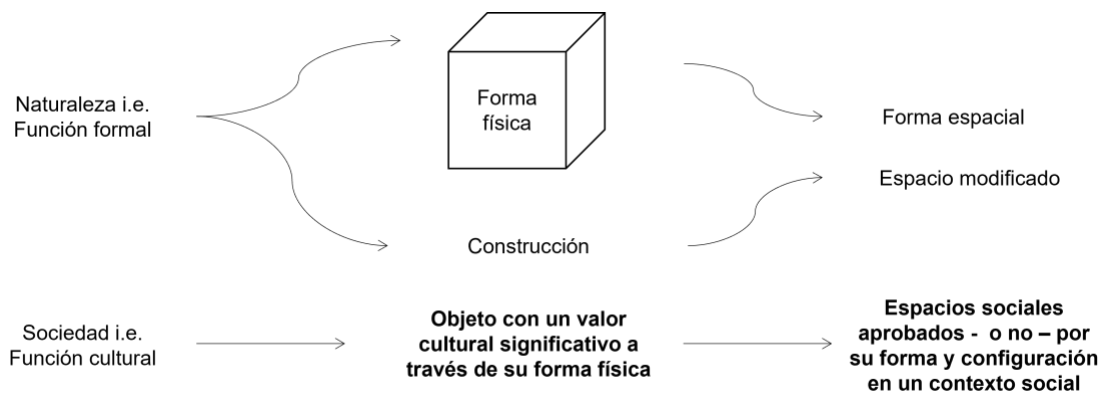 Naturaleza i.e.
Función formal
Forma
física
Forma espacial
Espacio modificado
Construcción
Sociedad i.e.
Función cultural
Objeto con un valor
cultural significativo a
través de su forma física
Espacios sociales
aprobados - o no – por
su forma y configuración
en un contexto social